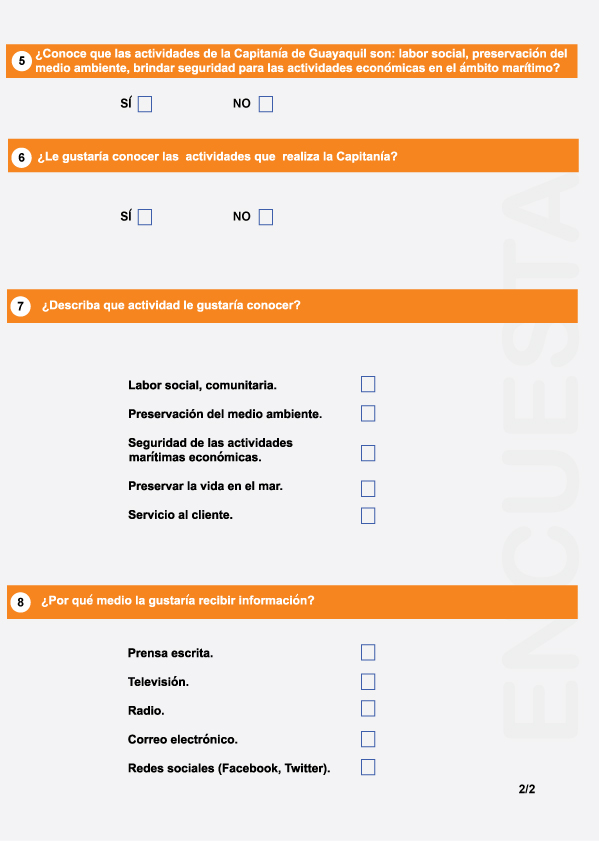 5 ¿Conoce que las actividades de la Capitanía de Guayaquil son: labor social, preservación del
medio ambiente, brindar seguridad para las actividades económicas en el ámbito marítimo?
SÍ NO
6 ¿Le gustaría conocer las actividades que realiza la Capitanía?
SÍ NO
7 ¿Describa que actividad le gustaría conocer?
Labor social, comunitaria.
Preservación del medio ambiente.
Seguridad de las actividades
marítimas económicas.
Preservar la vida en el mar.
Servicio al cliente.
8 ¿Por qué medio la gustaría recibir información?
Prensa escrita.
Televisión.
Radio.
Correo electrónico.
Redes sociales (Facebook, Twitter).
2/2
ENCUESTA